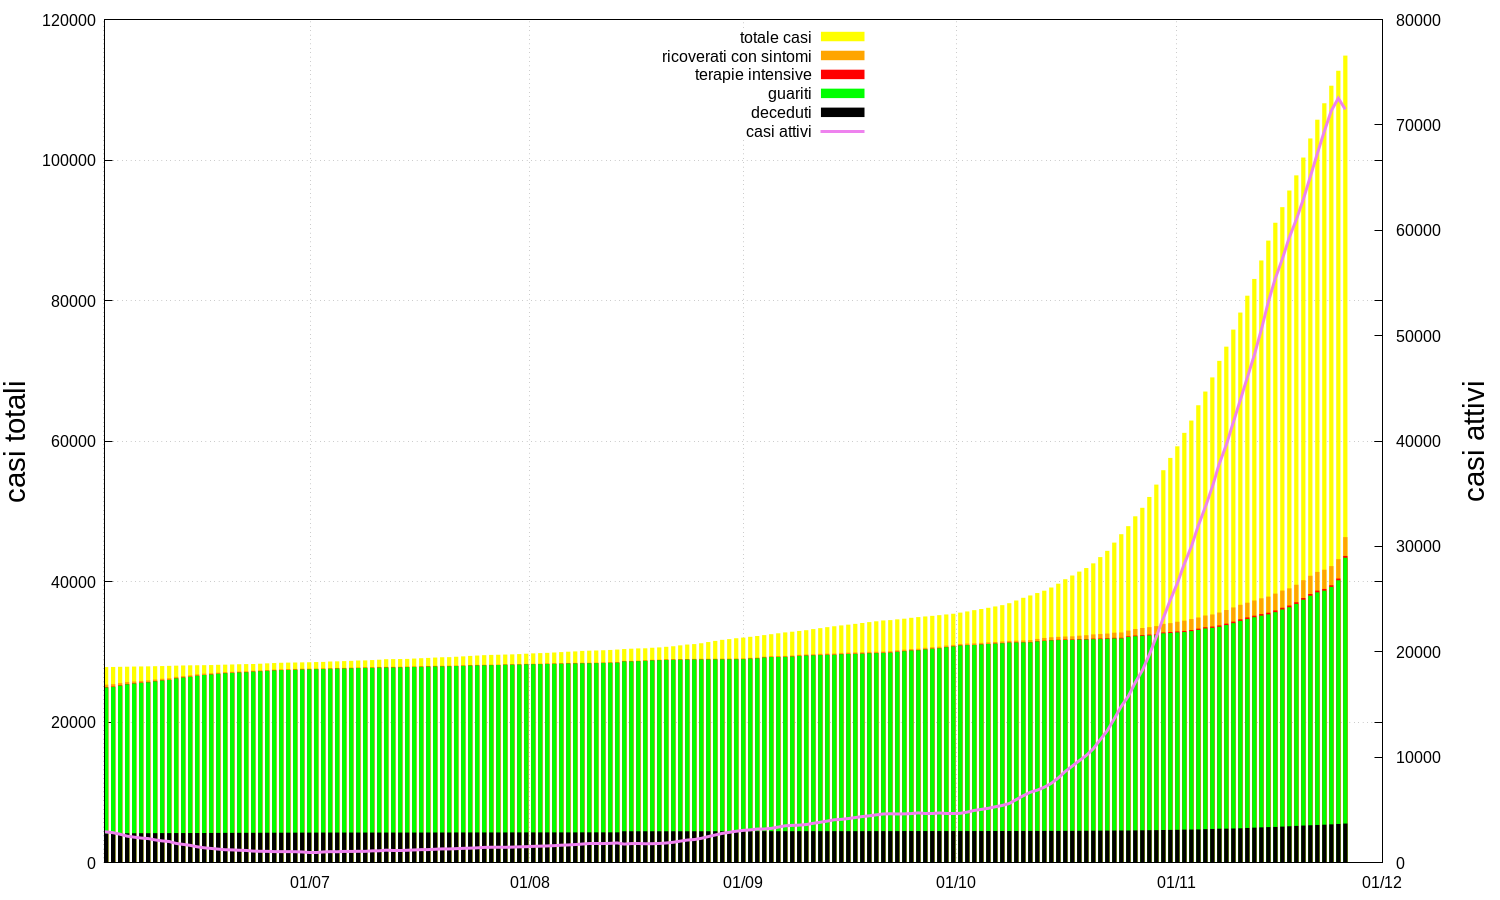 totale casi
ricoverati con sintomi
terapie intensive
guariti
deceduti
casi attivi
120000
100000
80000
60000
40000
20000
0
casi totali
80000
70000
60000
50000
40000
30000
20000
10000
0
casi attivi
01/07 01/08 01/09 01/10 01/11 01/12